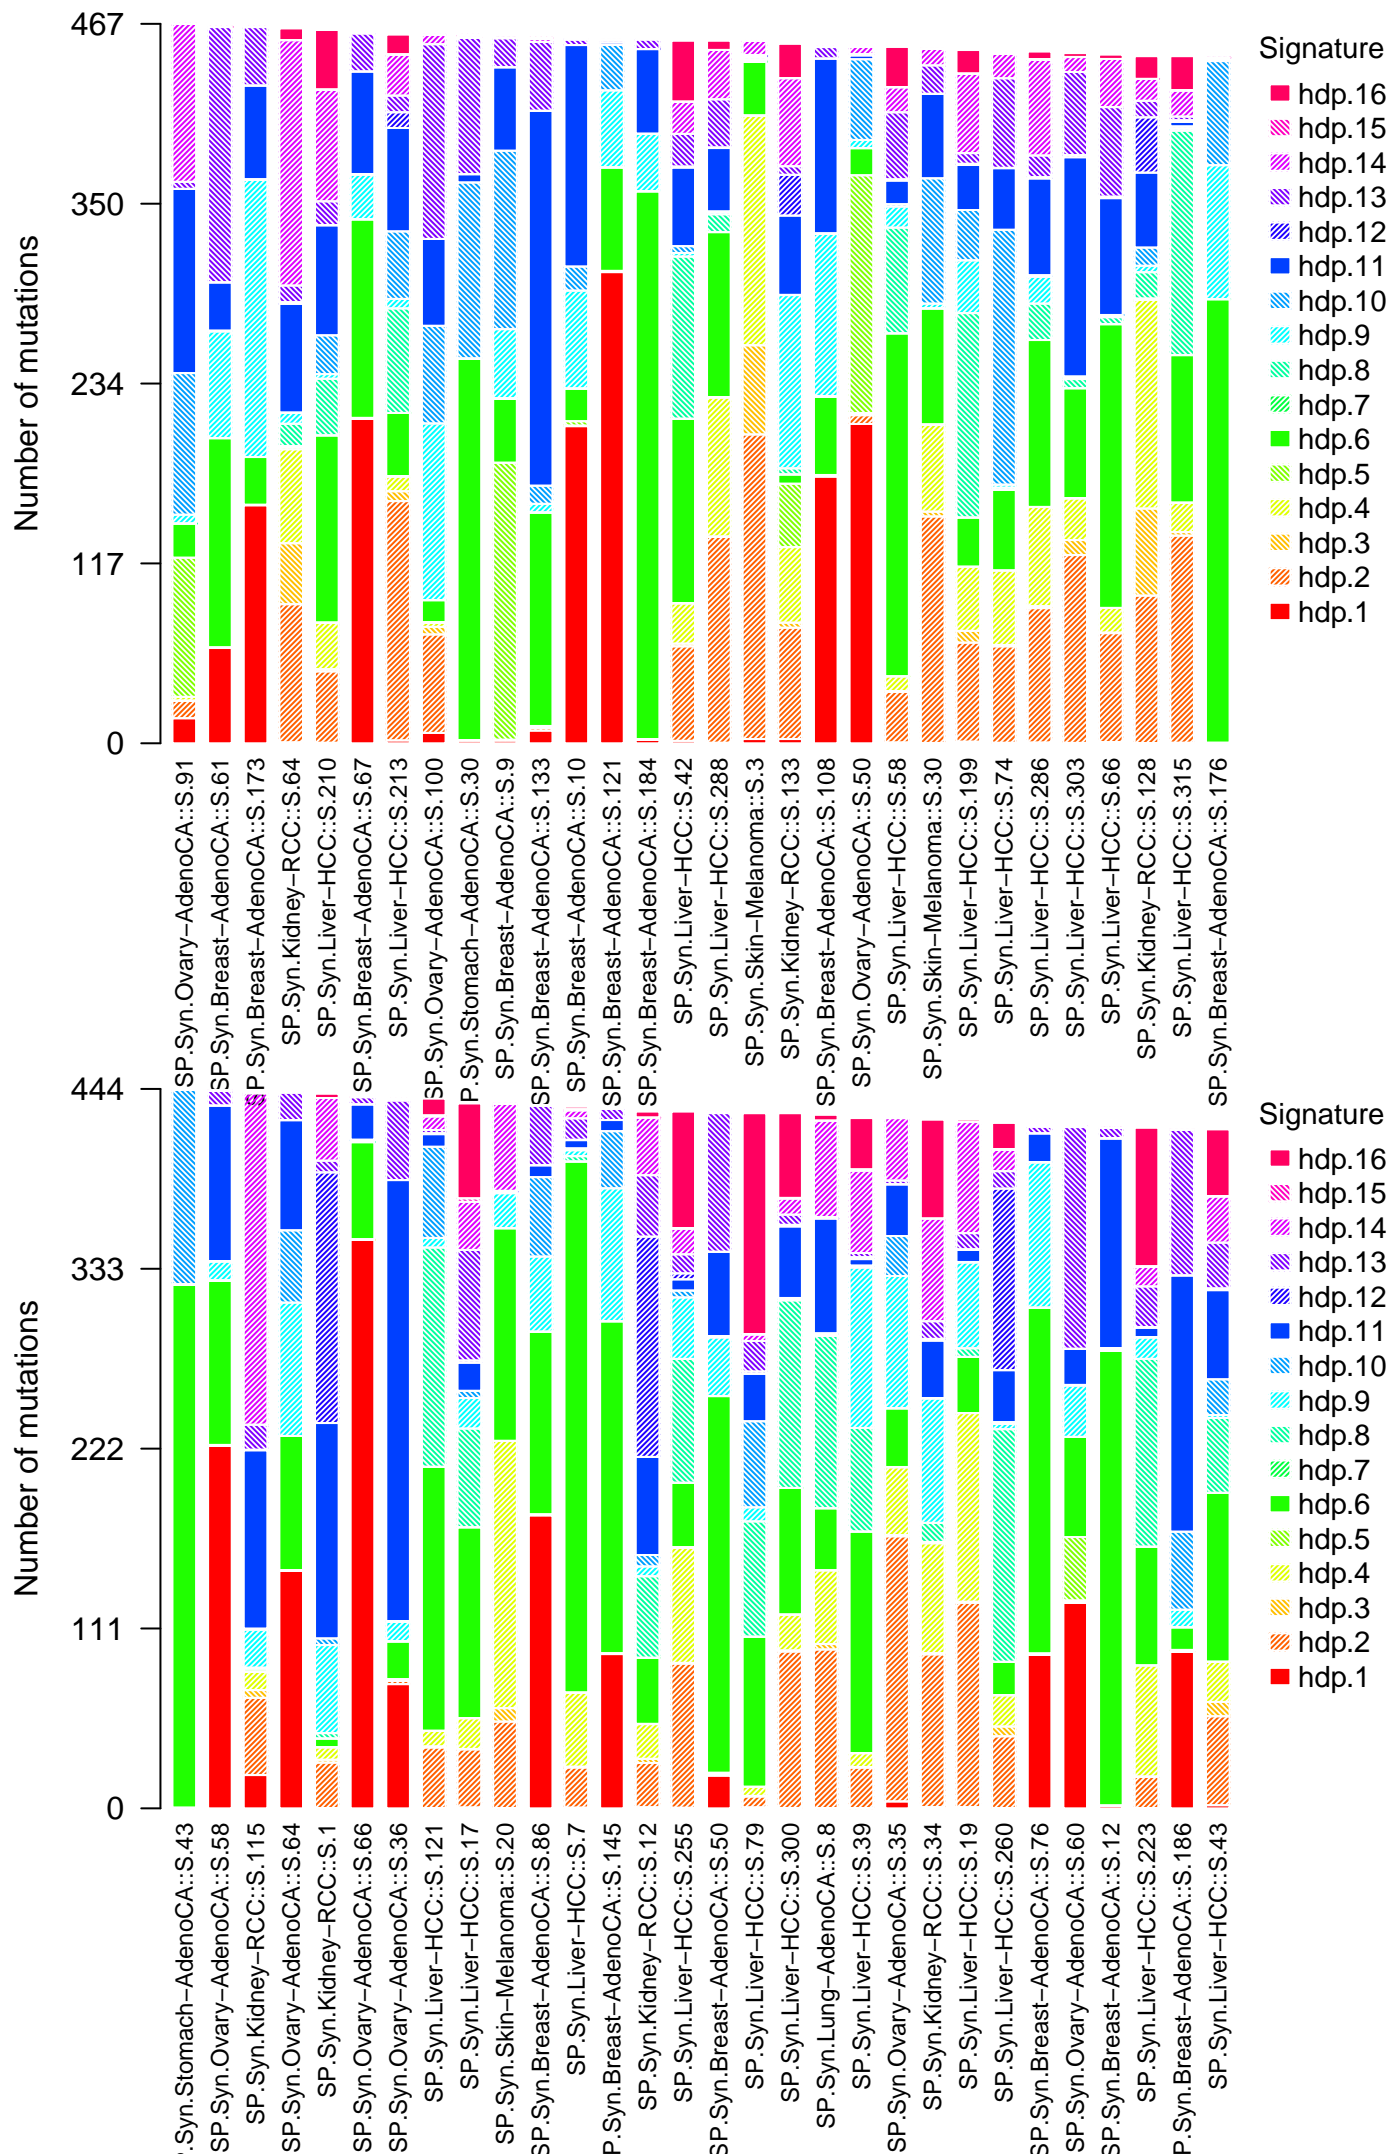 Signature
hdp.16
hdp.15
hdp.14
hdp.13
hdp.12
hdp.11
hdp.10
hdp.9
hdp.8
hdp.7
hdp.6
hdp.5
hdp.4
hdp.3
hdp.2
hdp.1
Number of mutations
467
350
234
117
0
SP.Syn.Ovary−AdenoCA::S.91
SP.Syn.Breast−AdenoCA::S.61
SP.Syn.Breast−AdenoCA::S.173
SP.Syn.Kidney−RCC::S.64
SP.Syn.Liver−HCC::S.210
SP.Syn.Breast−AdenoCA::S.67
SP.Syn.Liver−HCC::S.213
SP.Syn.Ovary−AdenoCA::S.100
P.Syn.Stomach−AdenoCA::S.30
SP.Syn.Breast−AdenoCA::S.9
SP.Syn.Breast−AdenoCA::S.133
SP.Syn.Breast−AdenoCA::S.10
SP.Syn.Breast−AdenoCA::S.121
SP.Syn.Breast−AdenoCA::S.184
SP.Syn.Liver−HCC::S.42
SP.Syn.Liver−HCC::S.288
SP.Syn.Skin−Melanoma::S.3
SP.Syn.Kidney−RCC::S.133
SP.Syn.Breast−AdenoCA::S.108
SP.Syn.Ovary−AdenoCA::S.50
SP.Syn.Liver−HCC::S.58
SP.Syn.Skin−Melanoma::S.30
SP.Syn.Liver−HCC::S.199
SP.Syn.Liver−HCC::S.74
SP.Syn.Liver−HCC::S.286
SP.Syn.Liver−HCC::S.303
SP.Syn.Liver−HCC::S.66
SP.Syn.Kidney−RCC::S.128
SP.Syn.Liver−HCC::S.315
SP.Syn.Breast−AdenoCA::S.176
Signature
hdp.16
hdp.15
hdp.14
hdp.13
hdp.12
hdp.11
hdp.10
hdp.9
hdp.8
hdp.7
hdp.6
hdp.5
hdp.4
hdp.3
hdp.2
hdp.1
Number of mutations
444
333
222
111
0
P.Syn.Stomach−AdenoCA::S.43
SP.Syn.Ovary−AdenoCA::S.58
SP.Syn.Kidney−RCC::S.115
SP.Syn.Ovary−AdenoCA::S.64
SP.Syn.Kidney−RCC::S.1
SP.Syn.Ovary−AdenoCA::S.66
SP.Syn.Ovary−AdenoCA::S.36
SP.Syn.Liver−HCC::S.121
SP.Syn.Liver−HCC::S.17
SP.Syn.Skin−Melanoma::S.20
SP.Syn.Breast−AdenoCA::S.86
SP.Syn.Liver−HCC::S.7
P.Syn.Breast−AdenoCA::S.145
SP.Syn.Kidney−RCC::S.12
SP.Syn.Liver−HCC::S.255
SP.Syn.Breast−AdenoCA::S.50
SP.Syn.Liver−HCC::S.79
SP.Syn.Liver−HCC::S.300
SP.Syn.Lung−AdenoCA::S.8
SP.Syn.Liver−HCC::S.39
SP.Syn.Ovary−AdenoCA::S.35
SP.Syn.Kidney−RCC::S.34
SP.Syn.Liver−HCC::S.19
SP.Syn.Liver−HCC::S.260
SP.Syn.Breast−AdenoCA::S.76
SP.Syn.Ovary−AdenoCA::S.60
SP.Syn.Breast−AdenoCA::S.12
SP.Syn.Liver−HCC::S.223
P.Syn.Breast−AdenoCA::S.186
SP.Syn.Liver−HCC::S.43